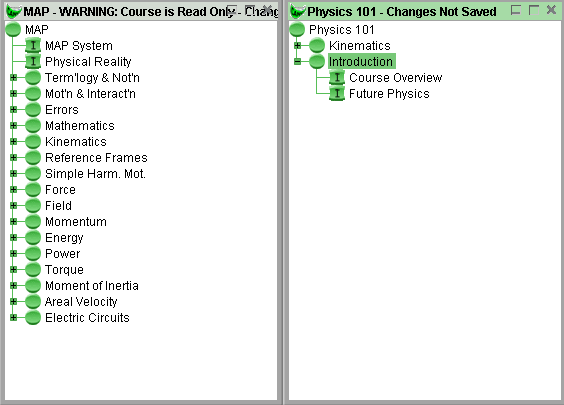 MAP - WARNING: Course is Read Only - Chang
MAP
MAP System
Physical Reality
Term'logy & Not'n
Mot'n & Interact'n
Errors
Mathematics
Kinematics
Reference Frames
Simple Harm. Mot.
Force
Field
Momentum
Energy
Power
Torque
Moment of Inertia
Areal Velocity
Electric Circuits
Physics 101 - Changes Not Saved
Physics 101
Kinematics
Introduction
I Course Overview
I Future Physics